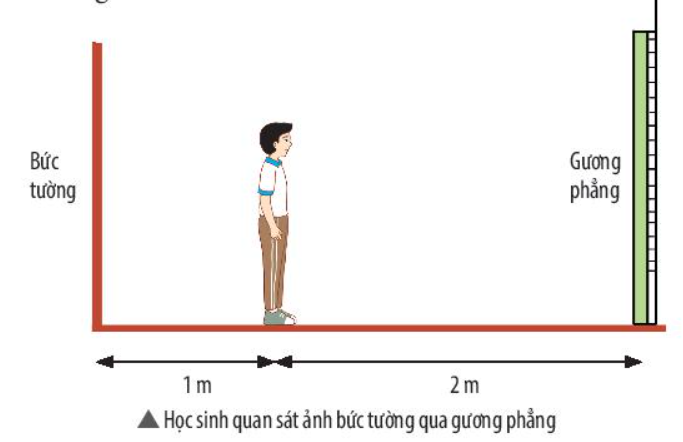 Bức
tường
Gương
phẳng
1 m
2 m
▲ Học sinh quan sát ảnh bức tường qua gương phẳng